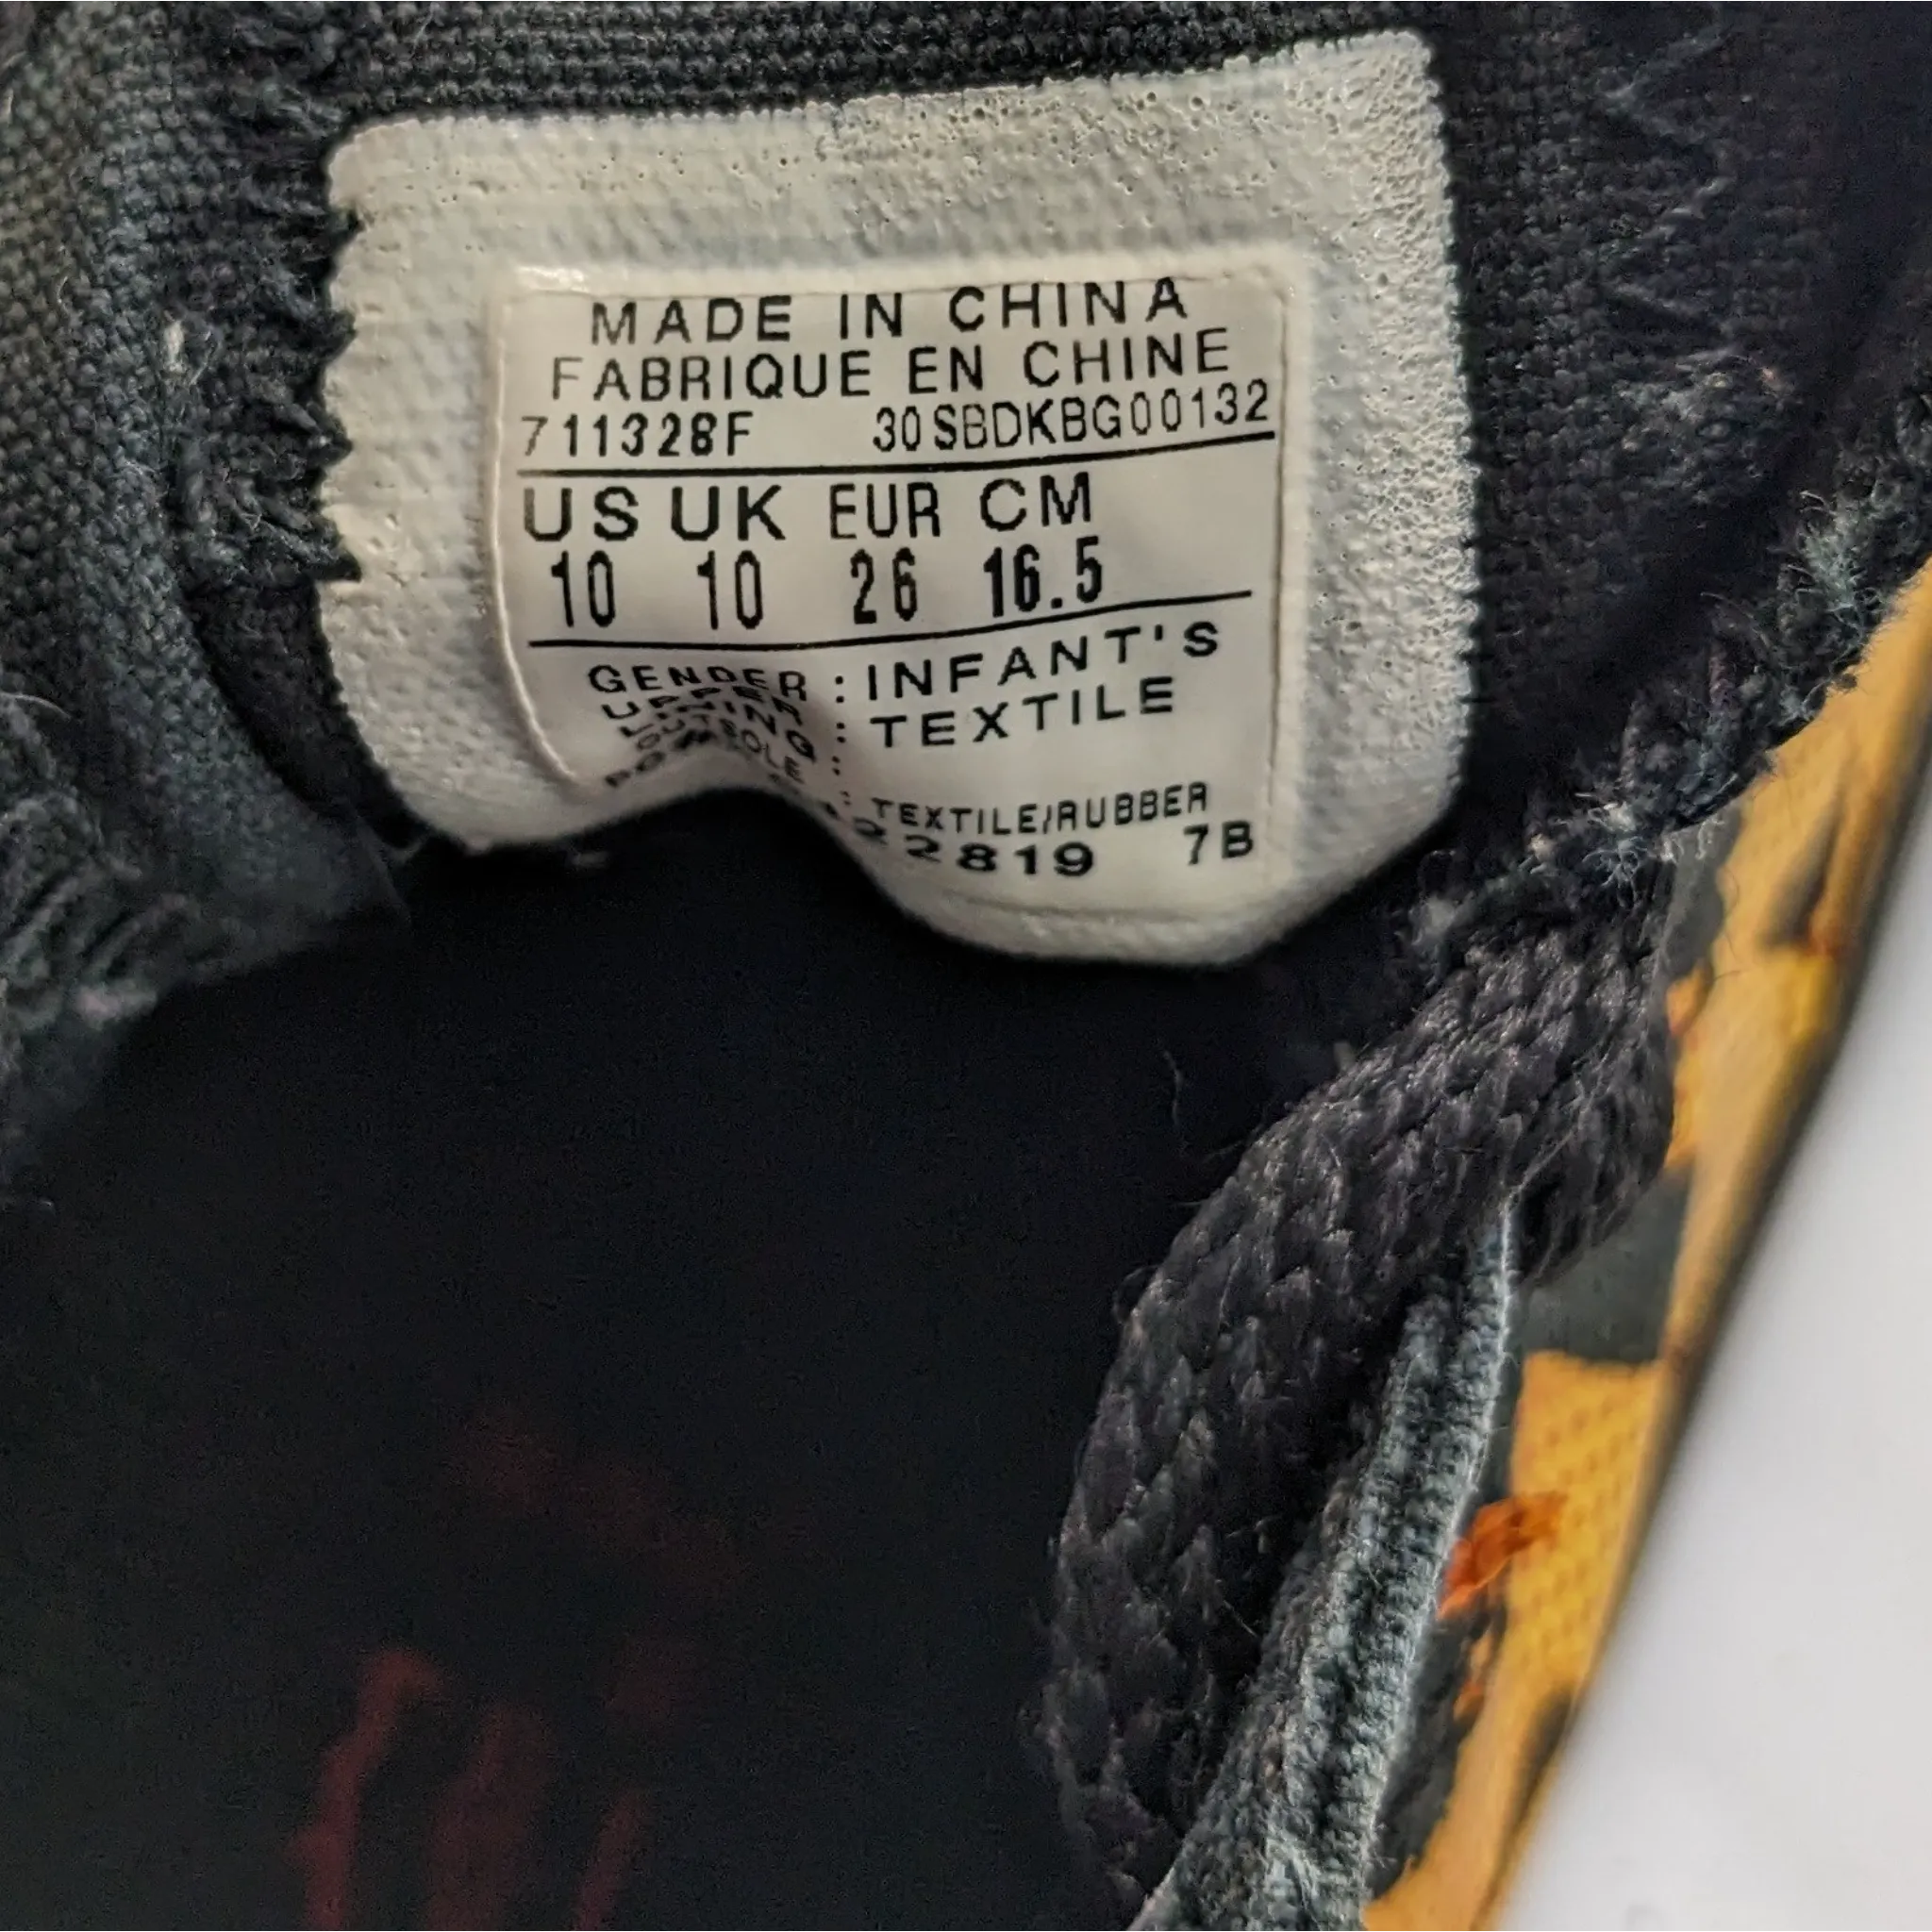 MADE IN CHINA
FABRIQUE EN CHINE
711328F 30SBDKBG00132
US UK EUR CM
10 10 26 16.5
GENDER : INFANT'S
UPPER : TEXTILE
LINING :
OUTSOLE : TEXTILE/RUBBER
22819 7B